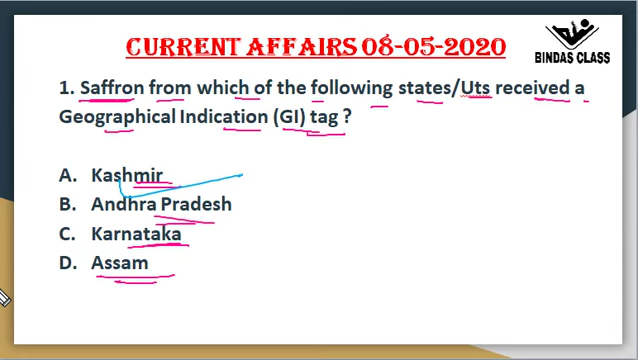 CURRENT AFFAIRS 08-05-2020
BINDAS CLASS
1. Saffron from which of the following states/Uts received a
Geographical Indication (GI) tag ?
A. Kashmir
B. Andhra Pradesh
C. Karnataka
D. Assam